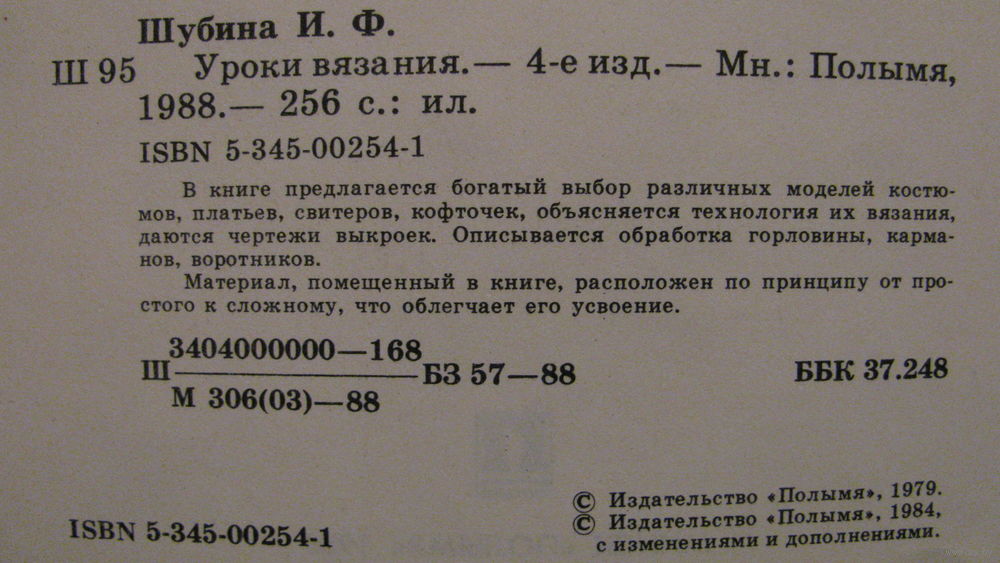 Шубина И. Ф.
Ш 95 Уроки вязания.— 4-е изд.— Мн.: Полымя,
1988.— 256 с.: ил.
ISBN 5-345-00254-1
В книге предлагается богатый выбор различных моделей костю-
мов, платьев, свитеров, кофточек, объясняется технология их вязания,
даются чертежи выкроек. Описывается обработка горловины, карма-
нов, воротников.
Материал, помещенный в книге, расположен по принципу от про-
стого к сложному, что облегчает его усвоение.
3404000000—168
Ш БЗ 57—88 ББК 37.248
М 306(03)—88
© Издательство «Полымя», 1979.
© Издательство «Полымя», 1984,
с изменениями и дополнениями.
ISBN 5-345-00254-1